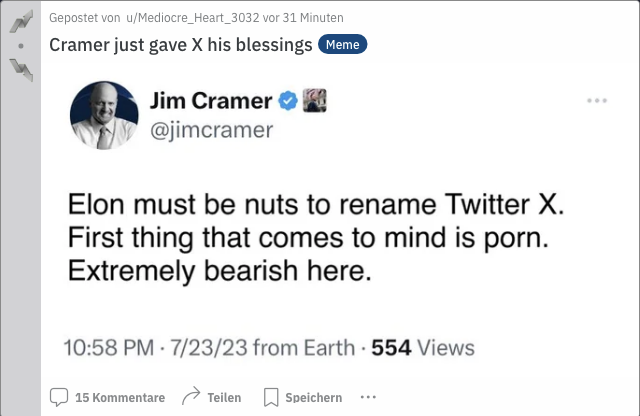 Gepostet von u/Mediocre_Heart_3032 vor 31 Minuten
Cramer just gave X his blessings Meme
Jim Cramer
@jimcramer
Elon must be nuts to rename Twitter X.
First thing that comes to mind is porn.
Extremely bearish here.
10:58 PM · 7/23/23 from Earth · 554 Views
15 Kommentare Teilen Speichern